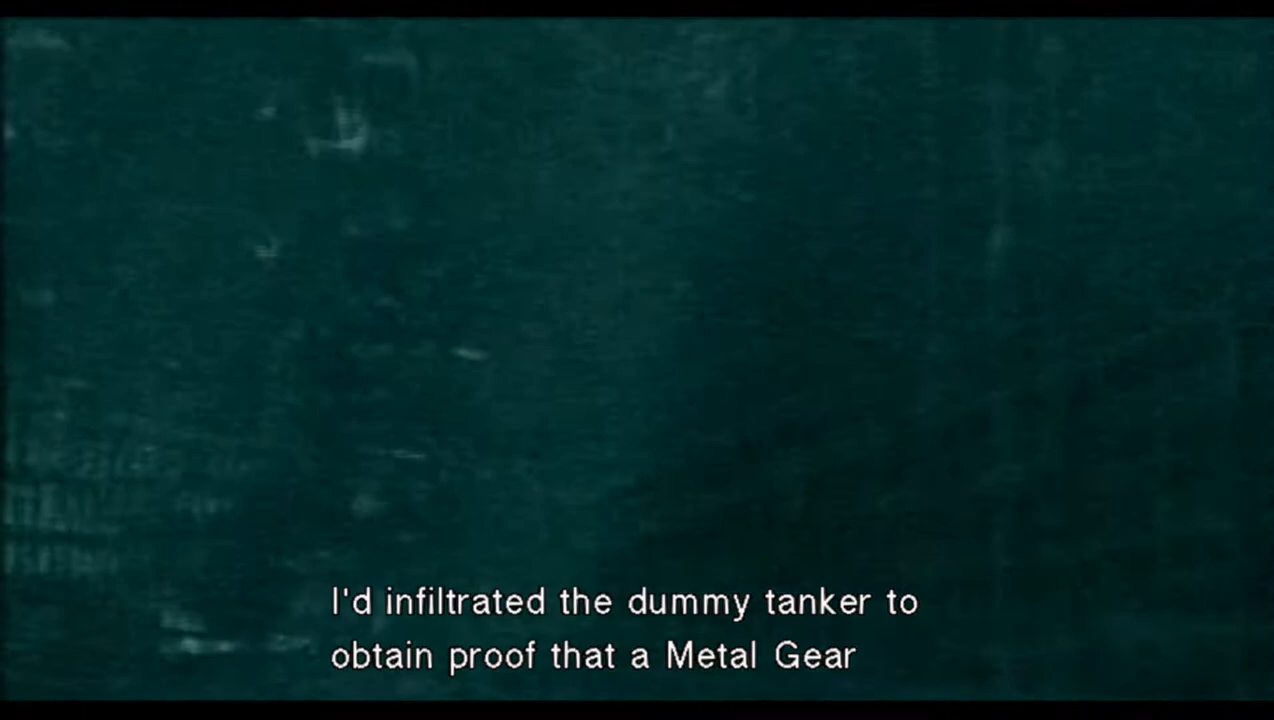 I'd infiltrated the dummy tanker to
obtain proof that a Metal Gear